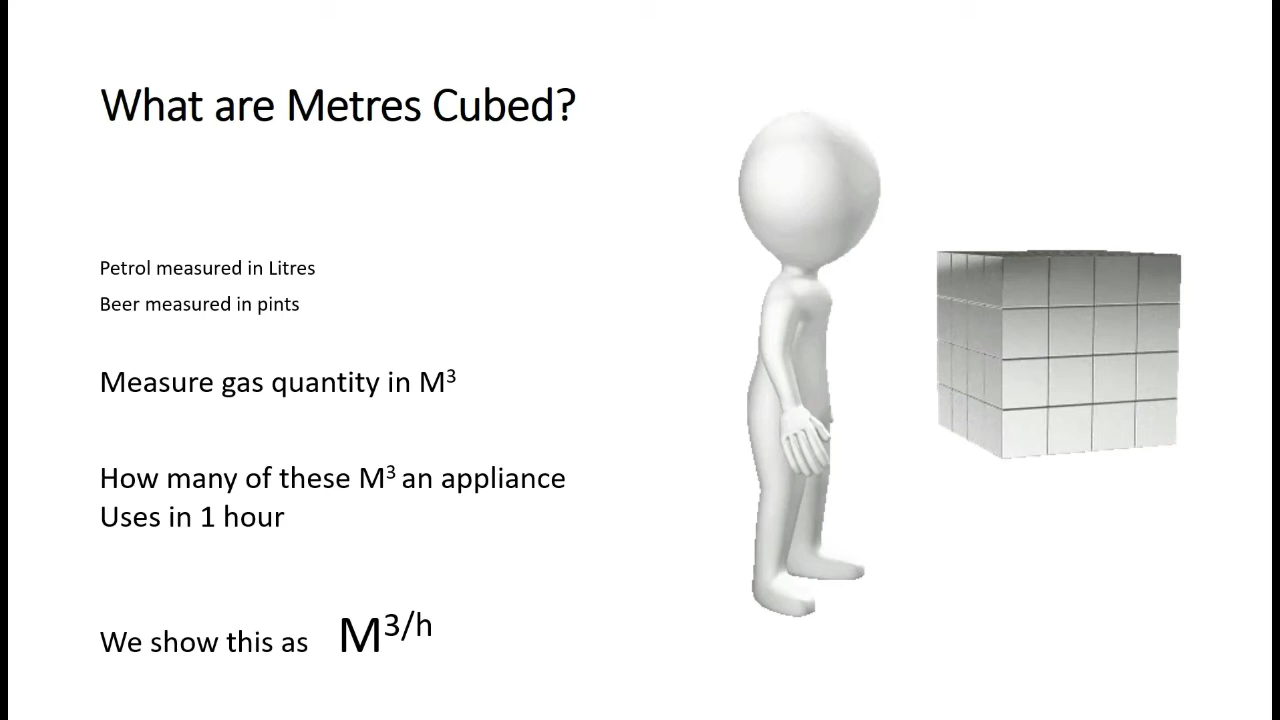 What are Metres Cubed?
Petrol measured in Litres
Beer measured in pints
Measure gas quantity in M³
How many of these M³ an appliance
Uses in 1 hour
We show this as M³/ʰ